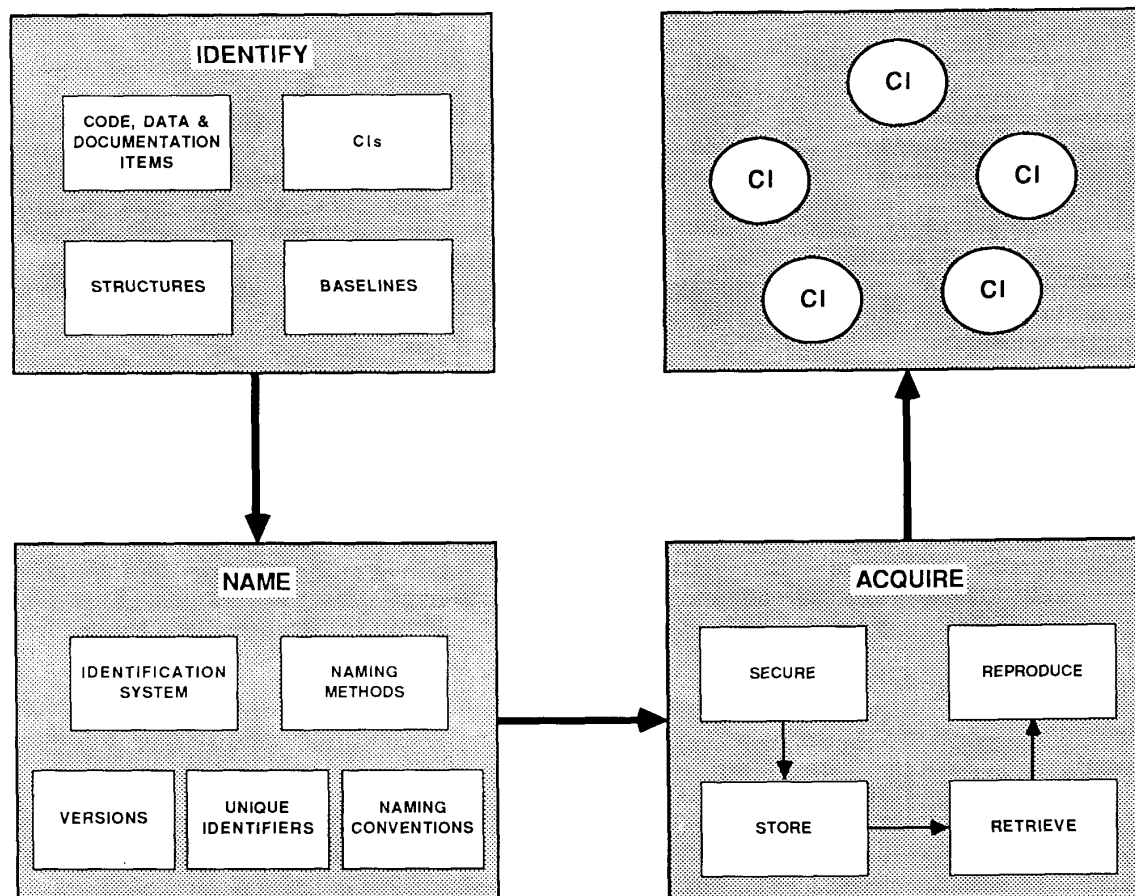 IDENTIFY
CODE, DATA &
DOCUMENTATION
ITEMS
CIs
STRUCTURES
BASELINES
CI
CI
CI
CI
CI
NAME
IDENTIFICATION
SYSTEM
NAMING
METHODS
VERSIONS
UNIQUE
IDENTIFIERS
NAMING
CONVENTIONS
ACQUIRE
SECURE
REPRODUCE
STORE
RETRIEVE